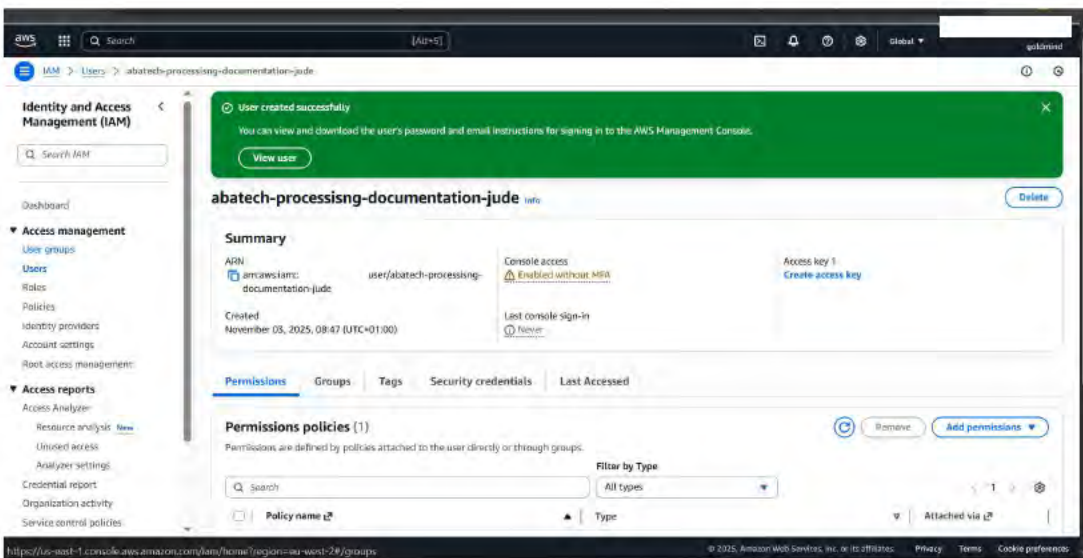 aws
Search
[Alt+S]
Global ▼
goldmind
IAM > Users > abatech-processisng-documentation-jude
Identity and Access
Management (IAM)
Search IAM
Dashboard
▼ Access management
User groups
Users
Roles
Policies
Identity providers
Account settings
Root access management
▼ Access reports
Access Analyzer
Resource analysis New
Unused access
Analyzer settings
Credential report
Organization activity
Service control policies
User created successfully
You can view and download the user's password and email instructions for signing in to the AWS Management Console.
View user
abatech-processisng-documentation-jude Info
Delete
Summary
ARN
arn:aws:iam:: user/abatech-processisng-
documentation-jude
Console access
Enabled without MFA
Access key 1
Create access key
Created
November 03, 2025, 08:47 (UTC+01:00)
Last console sign-in
Never
Permissions Groups Tags Security credentials Last Accessed
Permissions policies (1)
Remove
Add permissions ▼
Permissions are defined by policies attached to the user directly or through groups.
Filter by Type
Search
All types
1
Policy name
Type
Attached via
https://us-east-1.console.aws.amazon.com/iam/home?region=eu-west-2#/groups
© 2025, Amazon Web Services, Inc. or its affiliates. Privacy Terms Cookie preferences